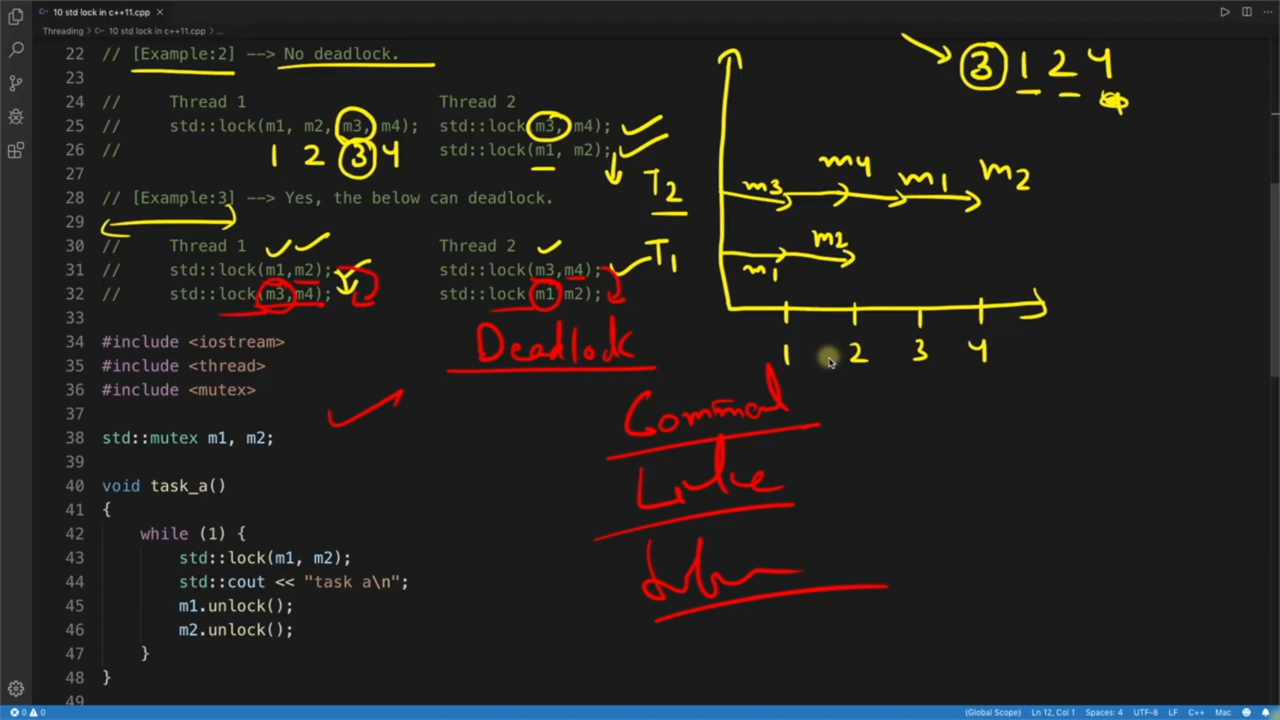 10 std lock in c++11.cpp
Threading > 10 std lock in c++11.cpp > ...
22 // [Example:2] --> No deadlock.
23
24 // Thread 1 Thread 2
25 // std::lock(m1, m2, m3, m4); std::lock(m3, m4);
26 // std::lock(m1, m2);
1 2 3 4
27
28 // [Example:3] --> Yes, the below can deadlock.
29
30 // Thread 1 Thread 2
31 // std::lock(m1,m2); std::lock(m3,m4);
32 // std::lock(m3,m4); std::lock(m1 m2);
33
34 #include <iostream>
35 #include <thread>
36 #include <mutex>
37
38 std::mutex m1, m2;
39
40 void task_a()
41 {
42 while (1) {
43 std::lock(m1, m2);
44 std::cout << "task a\n";
45 m1.unlock();
46 m2.unlock();
47 }
48 }
49
3 1 2 4
T2 m3 m4 m1 m2
T1 m1 m2
1 2 3 4
Deadlock
Like
0 0 (Global Scope) Ln 12, Col 1 Spaces: 4 UTF-8 LF C++ Mac